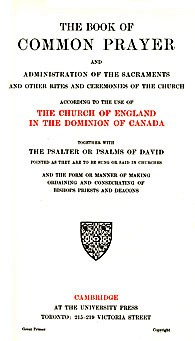 THE BOOK OF
COMMON PRAYER
AND
ADMINISTRATION OF THE SACRAMENTS
AND OTHER RITES AND CEREMONIES OF THE CHURCH
ACCORDING TO THE USE OF
THE CHURCH OF ENGLAND
IN THE DOMINION OF CANADA
TOGETHER WITH
THE PSALTER OR PSALMS OF DAVID
POINTED AS THEY ARE TO BE SUNG OR SAID IN CHURCHES
AND THE FORM OR MANNER OF MAKING
ORDAINING AND CONSECRATING OF
BISHOPS PRIESTS AND DEACONS
CAMBRIDGE
AT THE UNIVERSITY PRESS
TORONTO: 215-219 VICTORIA STREET
Great Primer
Copyright